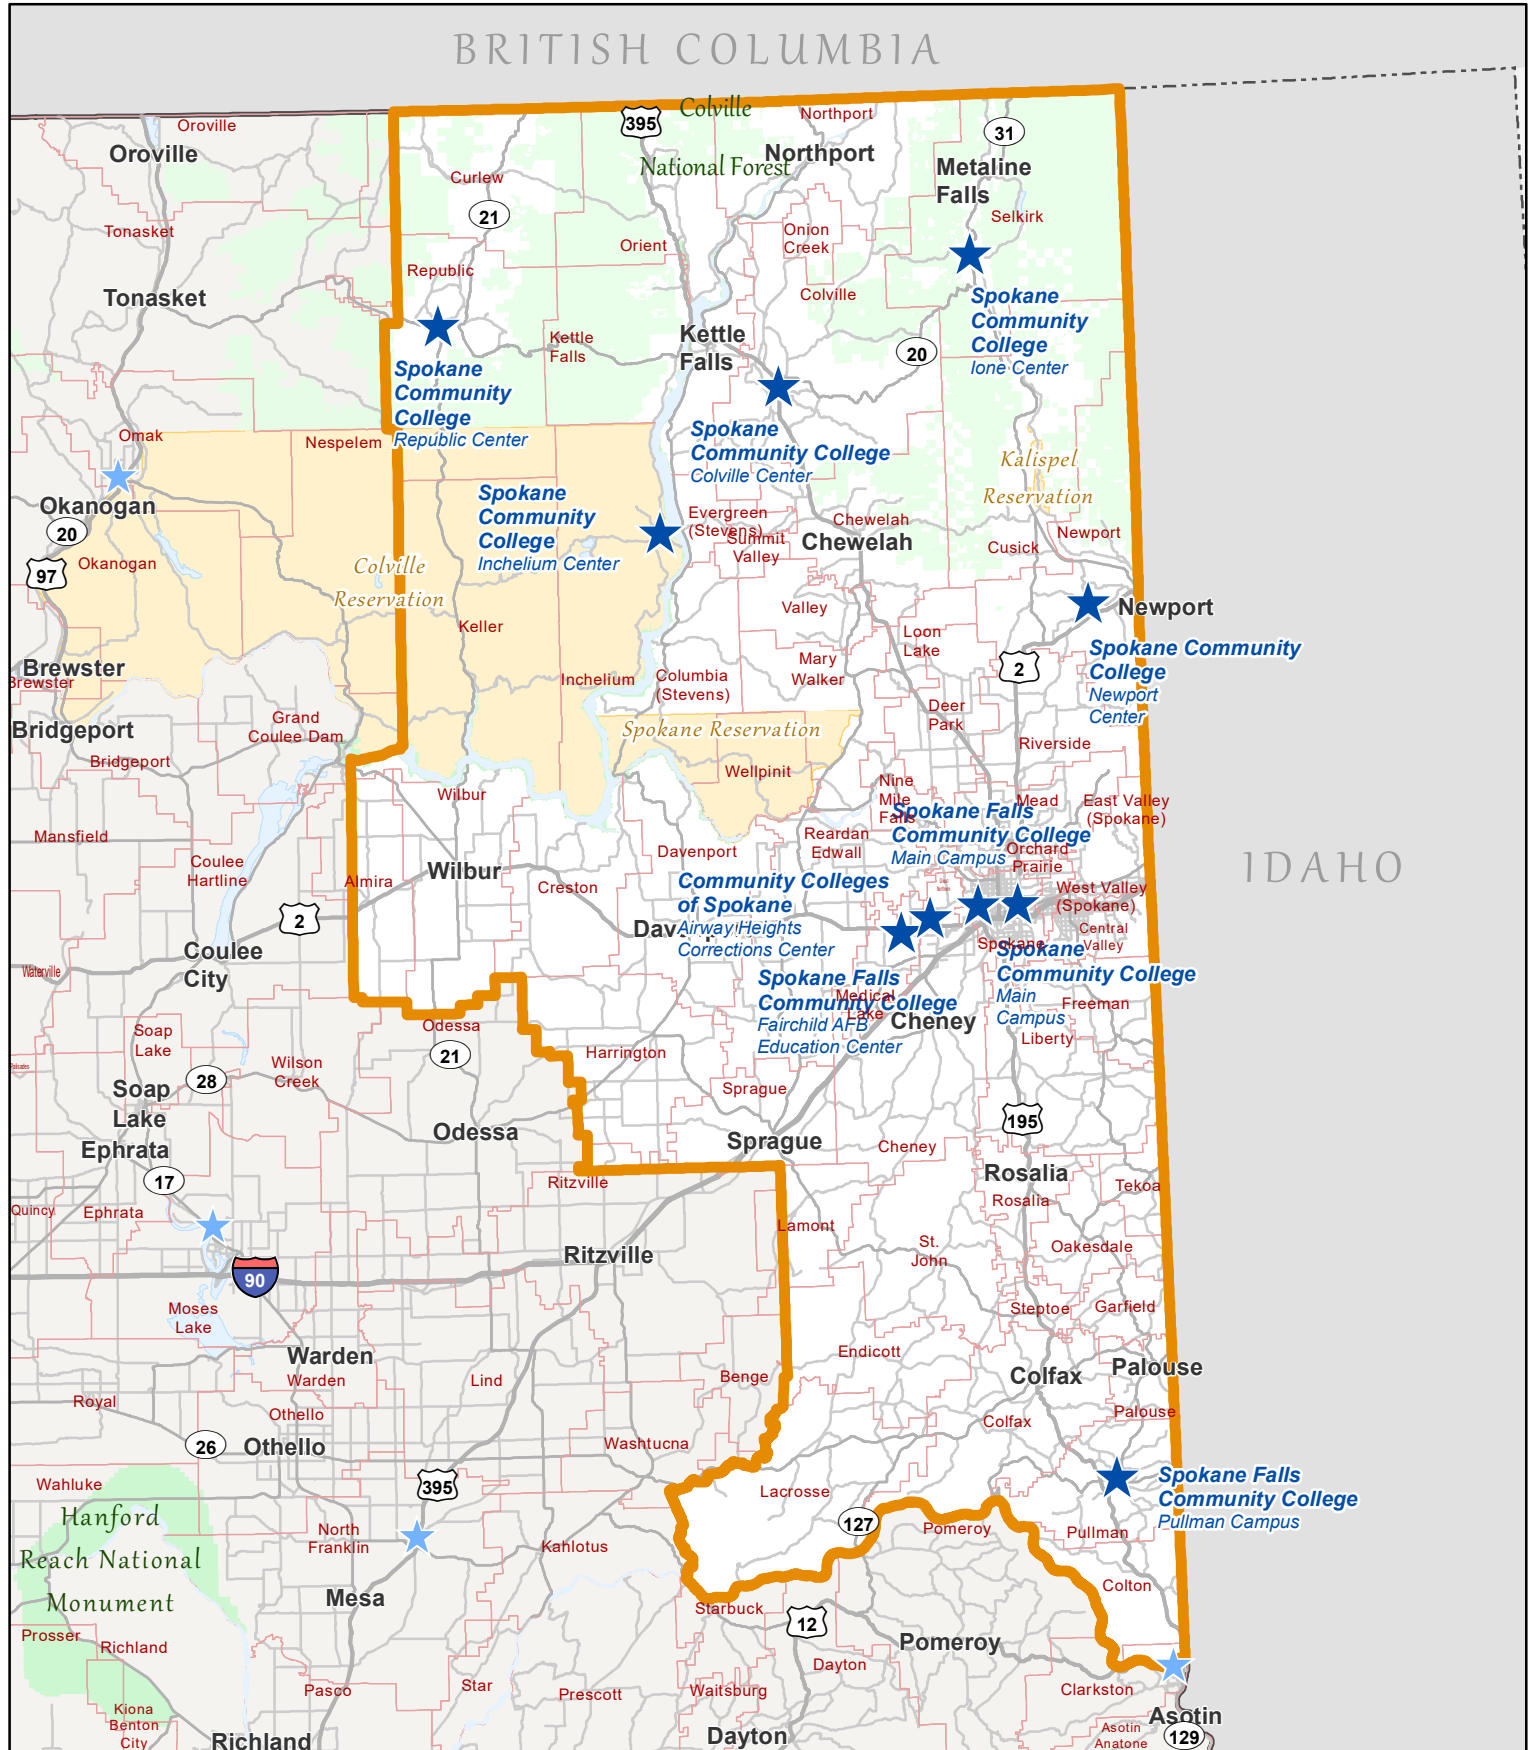 BRITISH COLUMBIA
Colville
National Forest
395
Northport
Northport
31
Oroville
Oroville
Metaline
Falls
Selkirk
Curlew
21
Tonasket
Orient
Onion
Creek
Republic
Colville
Tonasket
Spokane
Community
College
Ione Center
Kettle
Falls
Kettle
Falls
20
Spokane
Community
College
Republic Center
Spokane
Community College
Colville Center
Omak
Nespelem
Kalispel
Reservation
Okanogan
20
Spokane
Community
College
Inchelium Center
Evergreen
(Stevens)
Summit
Valley
Chewelah
Chewelah
Cusick
Newport
97
Okanogan
Colville
Reservation
Keller
Valley
Newport
Loon
Lake
2
Spokane Community
College
Newport
Center
Mary
Walker
Brewster
Brewster
Inchelium
Columbia
(Stevens)
Deer
Park
Bridgeport
Bridgeport
Grand
Coulee Dam
Spokane Reservation
Riverside
Wellpinit
Wilbur
Nine
Mile
Falls
Mead
East Valley
(Spokane)
Spokane Falls
Community College
Main Campus
Mansfield
Coulee
Hartline
Reardan
Edwall
Orchard
Prairie
Davenport
IDAHO
Almira
Wilbur
Creston
Community Colleges
of Spokane
Airway Heights
Corrections Center
West Valley
(Spokane)
2
Central
Valley
Coulee
City
Waterville
Spokane
Spokane
Community College
Main
Campus
Spokane Falls
Community College
Fairchild AFB
Education Center
Medical
Lake
Cheney
Freeman
Liberty
Odessa
21
Soap
Lake
Wilson
Creek
Harrington
28
Soap
Lake
Sprague
195
Ephrata
Odessa
Sprague
Cheney
17
Rosalia
Rosalia
Tekoa
Ritzville
Quincy
Ephrata
Lamont
St.
John
Oakesdale
Ritzville
90
Moses
Lake
Steptoe
Garfield
Endicott
Warden
Warden
Lind
Benge
Colfax
Palouse
Royal
Othello
Colfax
Palouse
26
Othello
Washtucna
Wahluke
395
Lacrosse
Spokane Falls
Community College
Pullman Campus
Hanford
Reach National
Monument
North
Franklin
Kahlotus
127
Pomeroy
Pullman
Mesa
Colton
Starbuck
12
Prosser
Richland
Pomeroy
Dayton
Pasco
Star
Prescott
Waitsburg
Clarkston
Kiona
Benton
City
Richland
Dayton
Asotin
Asotin
Anatone
129